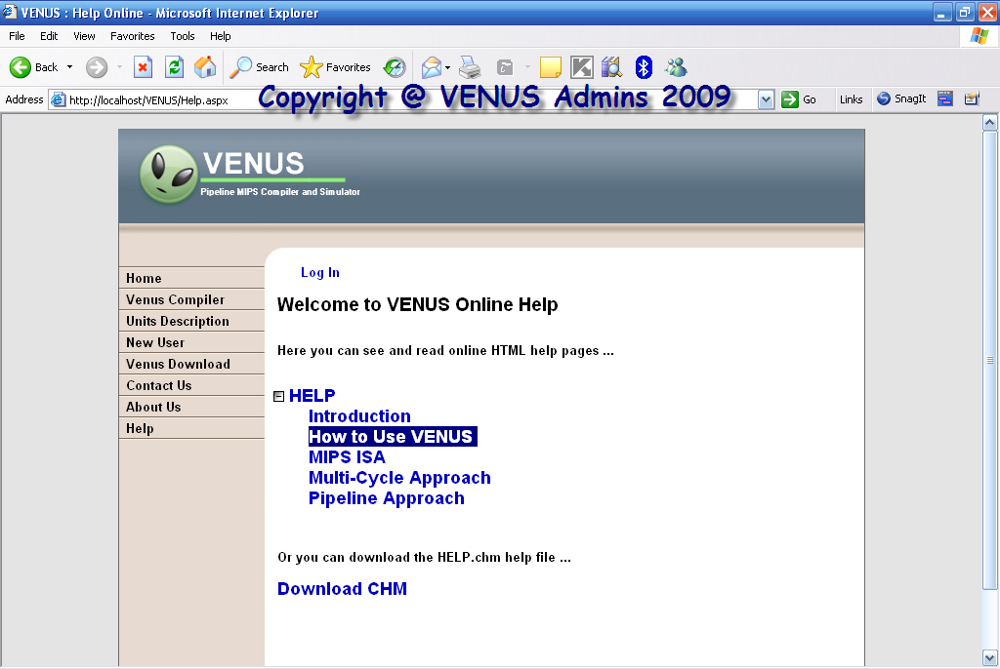 VENUS : Help Online - Microsoft Internet Explorer
File Edit View Favorites Tools Help
Back Search Favorites
Address http://localhost/VENUS/Help.aspx Go Links SnagIt
Copyright @ VENUS Admins 2009
VENUS
Pipeline MIPS Compiler and Simulator
Home
Venus Compiler
Units Description
New User
Venus Download
Contact Us
About Us
Help
Log In
Welcome to VENUS Online Help
Here you can see and read online HTML help pages ...
HELP
Introduction
How to Use VENUS
MIPS ISA
Multi-Cycle Approach
Pipeline Approach
Or you can download the HELP.chm help file ...
Download CHM